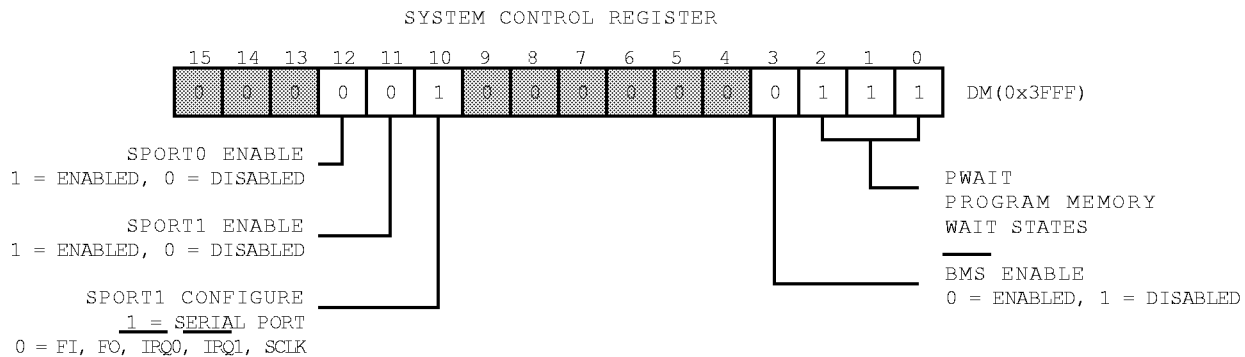 SYSTEM CONTROL REGISTER
15 14 13 12 11 10 9 8 7 6 5 4 3 2 1 0
0 0 0 0 0 1 0 0 0 0 0 0 0 1 1 1 DM(0x3FFF)
SPORT0 ENABLE
1 = ENABLED, 0 = DISABLED
SPORT1 ENABLE
1 = ENABLED, 0 = DISABLED
SPORT1 CONFIGURE
1 = SERIAL PORT
0 = FI, FO, IRQ0, IRQ1, SCLK
PWAIT
PROGRAM MEMORY
WAIT STATES
BMS ENABLE
0 = ENABLED, 1 = DISABLED